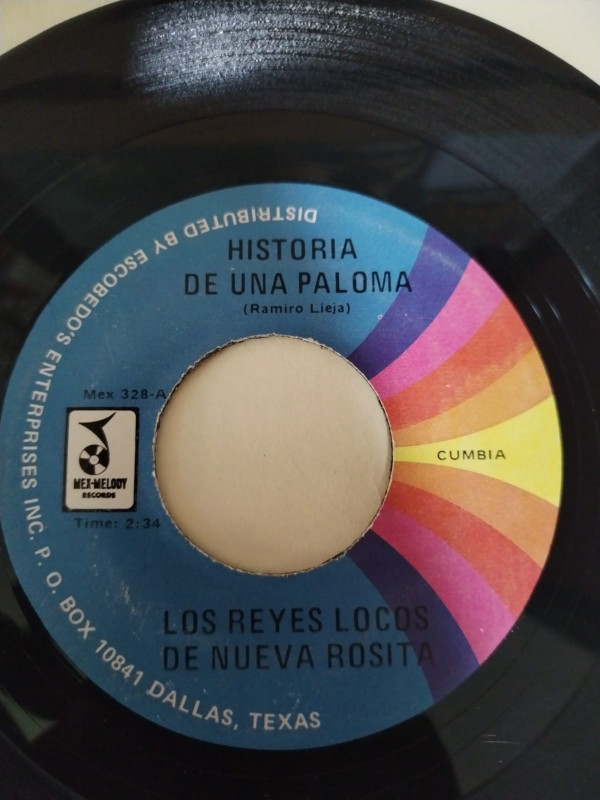 HISTORIA
DE UNA PALOMA
(Ramiro Lieja)
Mex 328-A
MEX-MELODY
RECORDS
Time: 2:34
CUMBIA
LOS REYES LOCOS
DE NUEVA ROSITA
DISTRIBUTED BY ESCOBEDO'S ENTERPRISES INC. P. O. BOX 10841 DALLAS, TEXAS